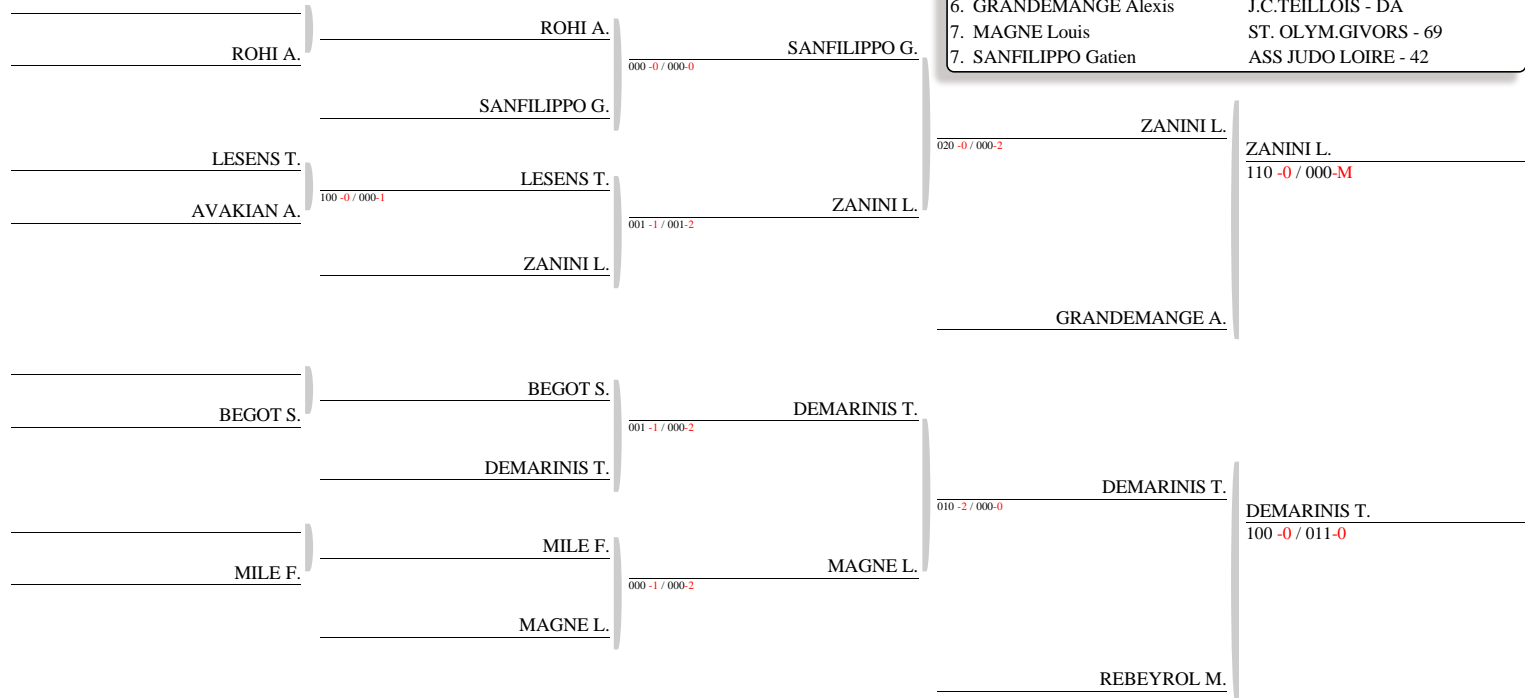 6. GRANDEMANGE Alexis J.C.TEILLOIS - DA
7. MAGNE Louis ST. OLYM.GIVORS - 69
7. SANFILIPPO Gatien ASS JUDO LOIRE - 42
ROHI A.
ROHI A.
SANFILIPPO G.
000 -0 / 000-0
SANFILIPPO G.
ZANINI L.
020 -0 / 000-2
ZANINI L.
110 -0 / 000-M
LESENS T.
LESENS T.
100 -0 / 000-1
AVAKIAN A.
ZANINI L.
001 -1 / 001-2
ZANINI L.
GRANDEMANGE A.
BEGOT S.
BEGOT S.
DEMARINIS T.
001 -1 / 000-2
DEMARINIS T.
DEMARINIS T.
010 -2 / 000-0
DEMARINIS T.
100 -0 / 011-0
MILE F.
MILE F.
MAGNE L.
000 -1 / 000-2
MAGNE L.
REBEYROL M.